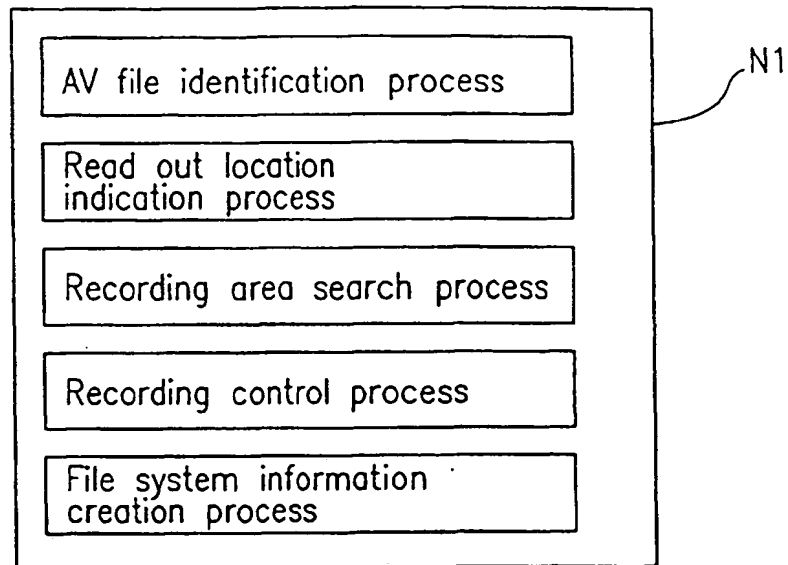 AV file identification process
N1
Read out location
indication process
Recording area search process
Recording control process
File system information
creation process